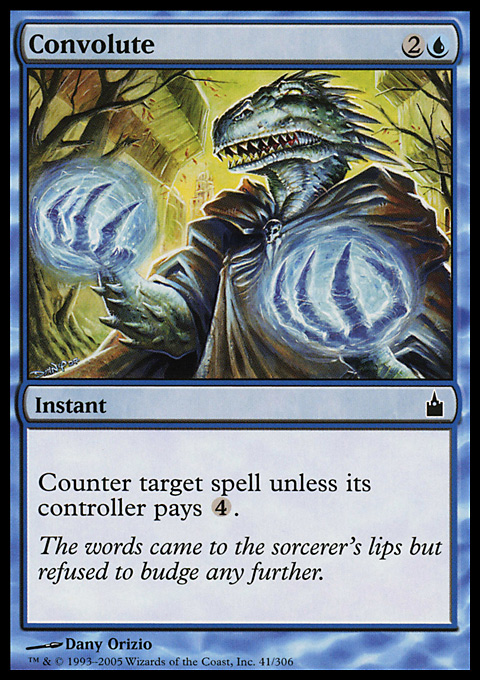 Convolute 2
Instant
Counter target spell unless its
controller pays 4.
The words came to the sorcerer's lips but
refused to budge any further.
Dany Orizio
™ & © 1993–2005 Wizards of the Coast, Inc. 41/306